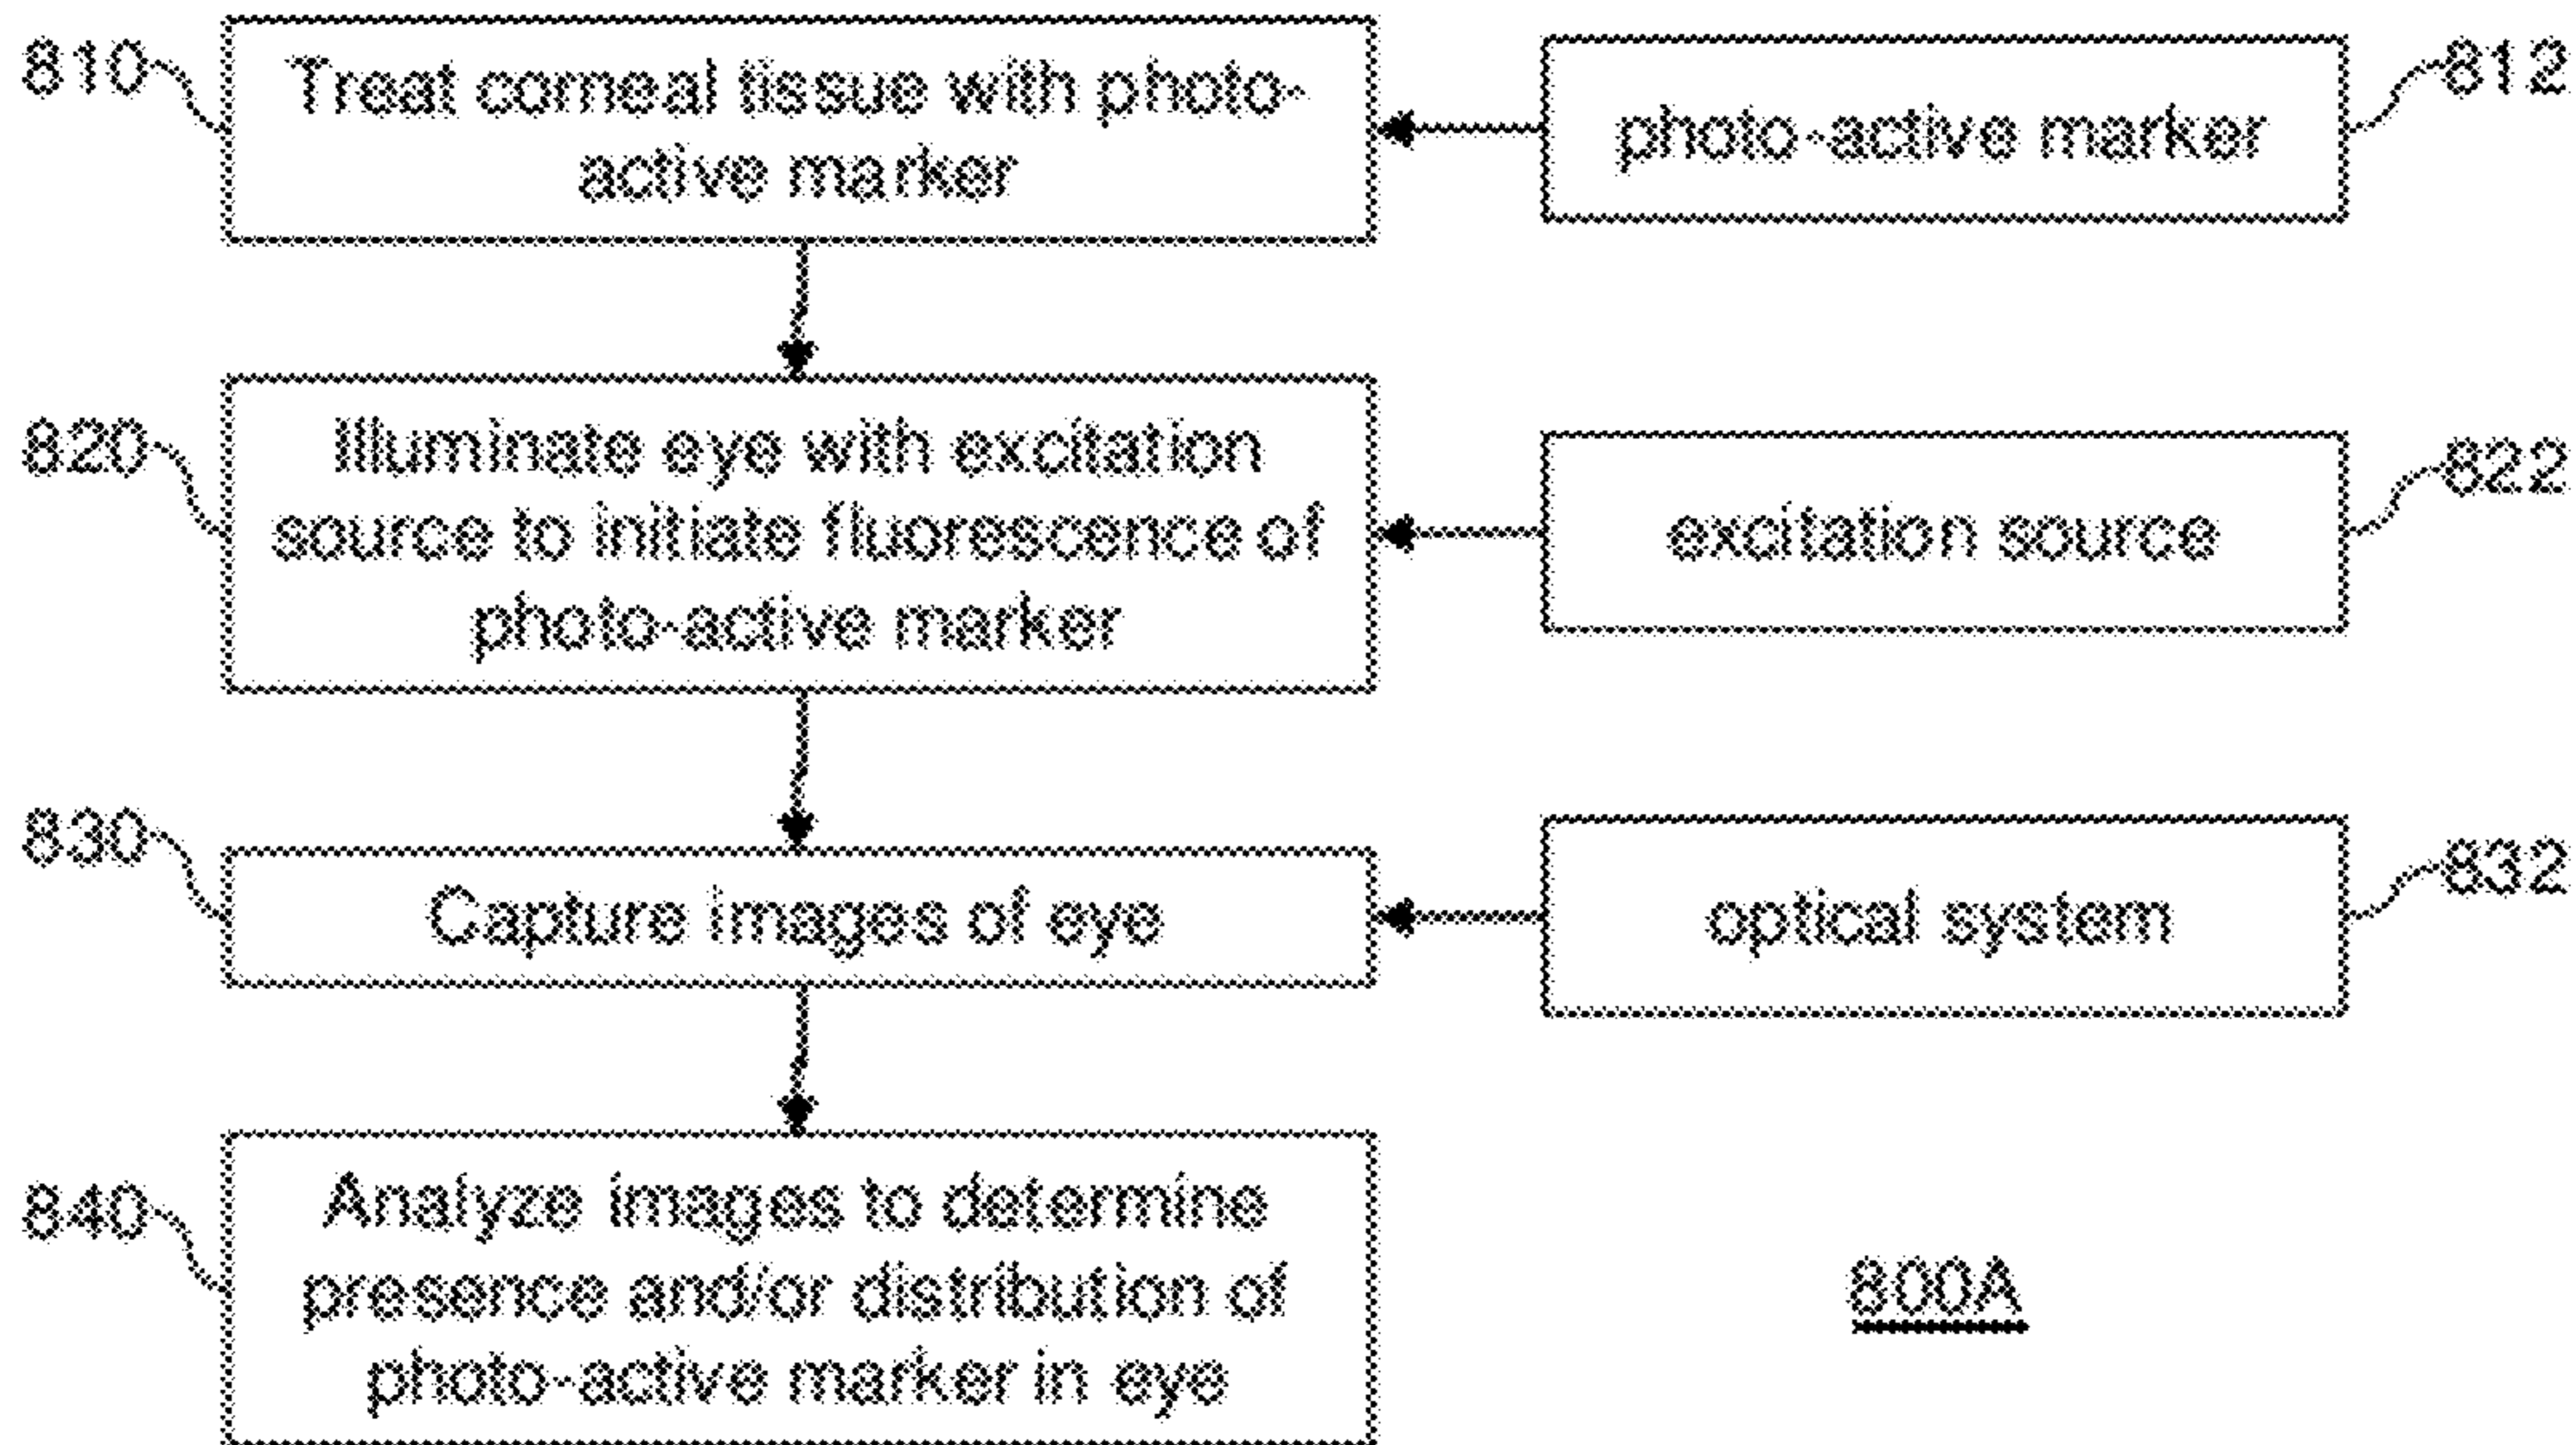 810
Treat corneal tissue with photo-
active marker
photo-active marker
812
820
Illuminate eye with excitation
source to initiate fluorescence of
photo-active marker
excitation source
822
830
Capture images of eye
optical system
832
840
Analyze images to determine
presence and/or distribution of
photo-active marker in eye
800A